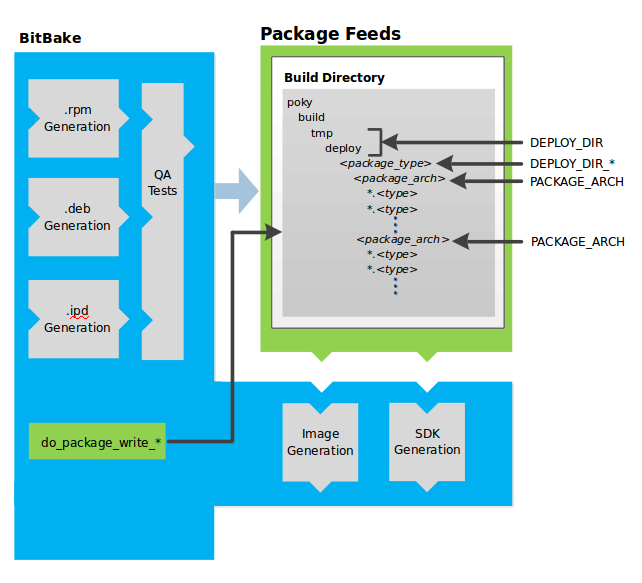 BitBake
Package Feeds
.rpm
Generation
.deb
Generation
.ipd
Generation
QA
Tests
Build Directory
poky
build
tmp
deploy
<package_type>
<package_arch>
*.<type>
*.<type>
<package_arch>
*.<type>
*.<type>
DEPLOY_DIR
DEPLOY_DIR_*
PACKAGE_ARCH
PACKAGE_ARCH
do_package_write_*
Image
Generation
SDK
Generation